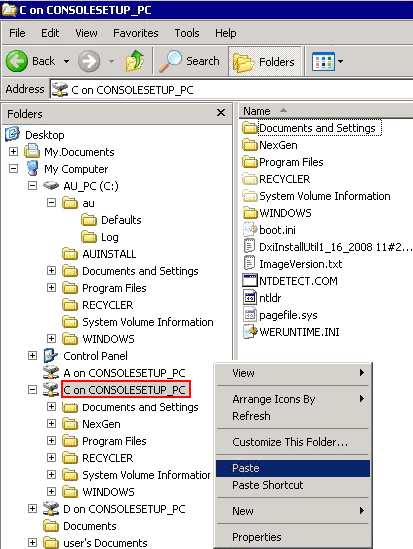 C on CONSOLESETUP_PC
File Edit View Favorites Tools Help
Back Search Folders
Address C on CONSOLESETUP_PC
Folders
Desktop
My Documents
My Computer
AU_PC (C:)
au
Defaults
Log
AUINSTALL
Documents and Settings
Program Files
RECYCLER
System Volume Information
WINDOWS
Control Panel
A on CONSOLESETUP_PC
C on CONSOLESETUP_PC
Documents and Settings
NexGen
Program Files
RECYCLER
System Volume Information
WINDOWS
D on CONSOLESETUP_PC
Documents
user's Documents
Name
Documents and Settings
NexGen
Program Files
RECYCLER
System Volume Information
WINDOWS
boot.ini
DxiInstallUtil1_16_2008 11#2...
ImageVersion.txt
NTDETECT.COM
ntldr
pagefile.sys
WERUNTIME.INI
View
Arrange Icons By
Refresh
Customize This Folder...
Paste
Paste Shortcut
New
Properties